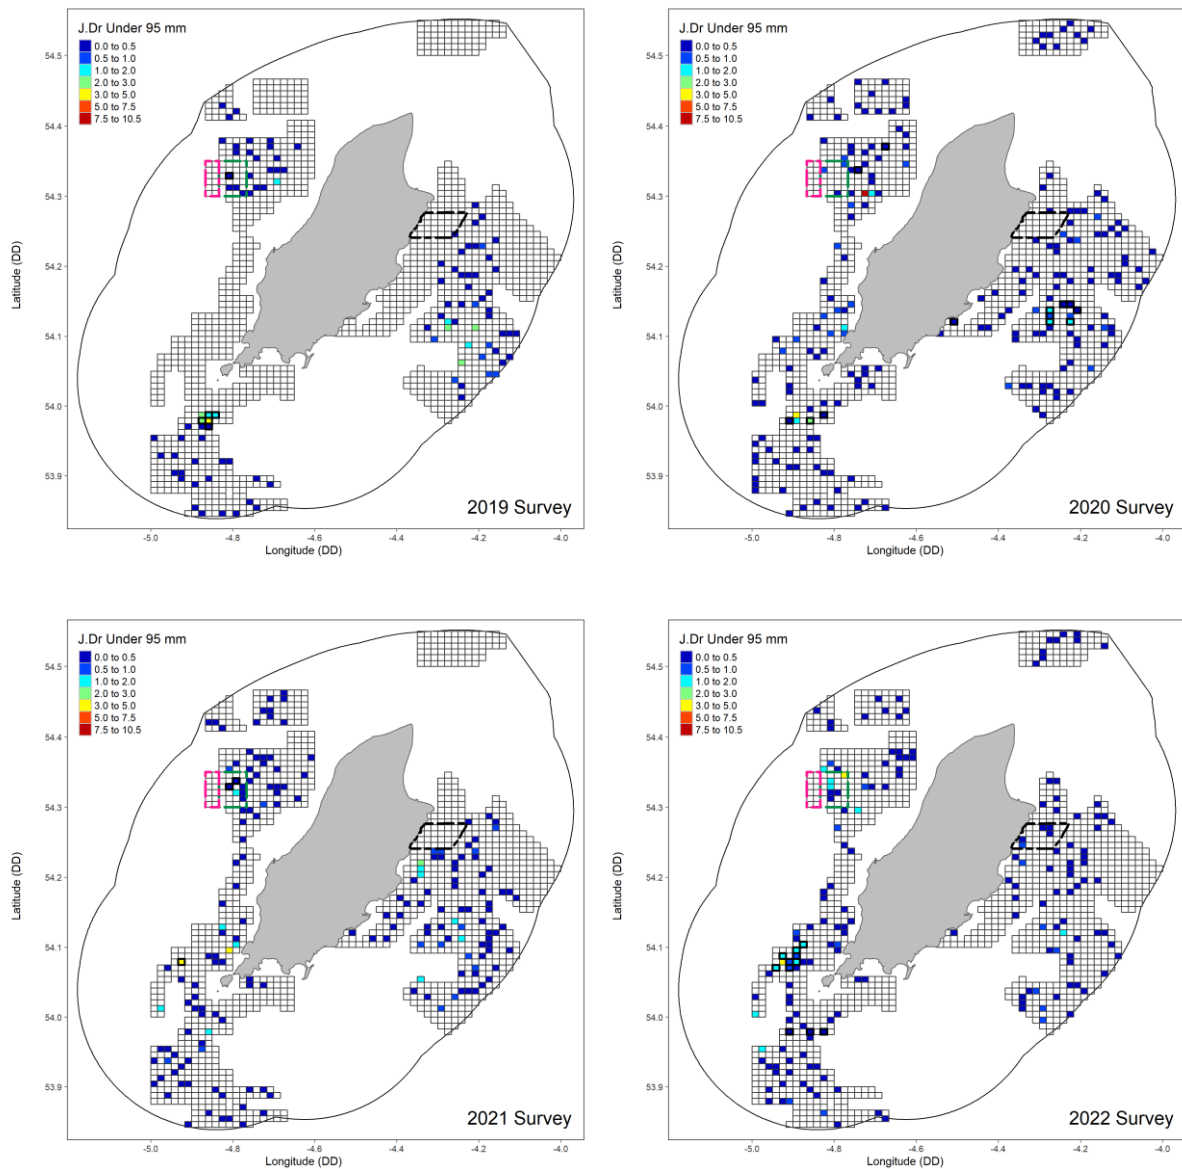 J.Dr Under 95 mm
0.0 to 0.5
0.5 to 1.0
1.0 to 2.0
2.0 to 3.0
3.0 to 5.0
5.0 to 7.5
7.5 to 10.5
Latitude (DD)
54.5
54.4
54.3
54.2
54.1
54.0
53.9
2019 Survey
-5.0 -4.8 -4.6 -4.4 -4.2 -4.0
Longitude (DD)
J.Dr Under 95 mm
0.0 to 0.5
0.5 to 1.0
1.0 to 2.0
2.0 to 3.0
3.0 to 5.0
5.0 to 7.5
7.5 to 10.5
Latitude (DD)
54.5
54.4
54.3
54.2
54.1
54.0
53.9
2020 Survey
-5.0 -4.8 -4.6 -4.4 -4.2 -4.0
Longitude (DD)
J.Dr Under 95 mm
0.0 to 0.5
0.5 to 1.0
1.0 to 2.0
2.0 to 3.0
3.0 to 5.0
5.0 to 7.5
7.5 to 10.5
Latitude (DD)
54.5
54.4
54.3
54.2
54.1
54.0
53.9
2021 Survey
-5.0 -4.8 -4.6 -4.4 -4.2 -4.0
Longitude (DD)
J.Dr Under 95 mm
0.0 to 0.5
0.5 to 1.0
1.0 to 2.0
2.0 to 3.0
3.0 to 5.0
5.0 to 7.5
7.5 to 10.5
Latitude (DD)
54.5
54.4
54.3
54.2
54.1
54.0
53.9
2022 Survey
-5.0 -4.8 -4.6 -4.4 -4.2 -4.0
Longitude (DD)